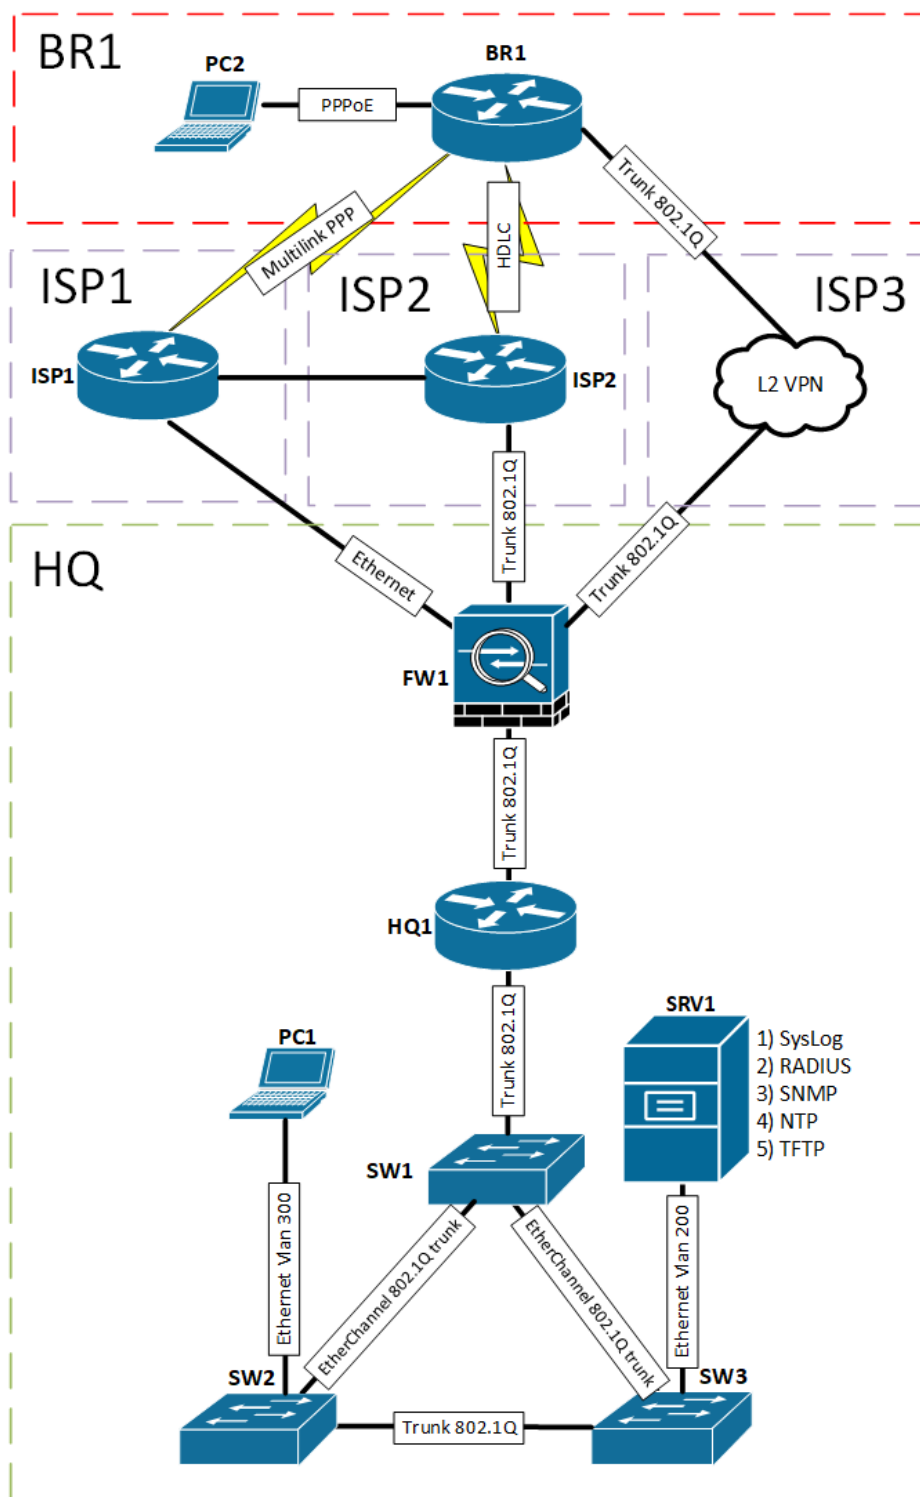 BR1
BR1
PC2
PPPoE
Trunk 802.1Q
Multilink PPP
HDLC
ISP1
ISP2
ISP3
ISP1
ISP2
L2 VPN
Trunk 802.1Q
Trunk 802.1Q
Ethernet
HQ
FW1
Trunk 802.1Q
HQ1
Trunk 802.1Q
SRV1
1) SysLog
2) RADIUS
3) SNMP
4) NTP
5) TFTP
PC1
SW1
Ethernet Vlan 300
EtherChannel 802.1Q trunk
EtherChannel 802.1Q trunk
Ethernet Vlan 200
SW2
SW3
Trunk 802.1Q